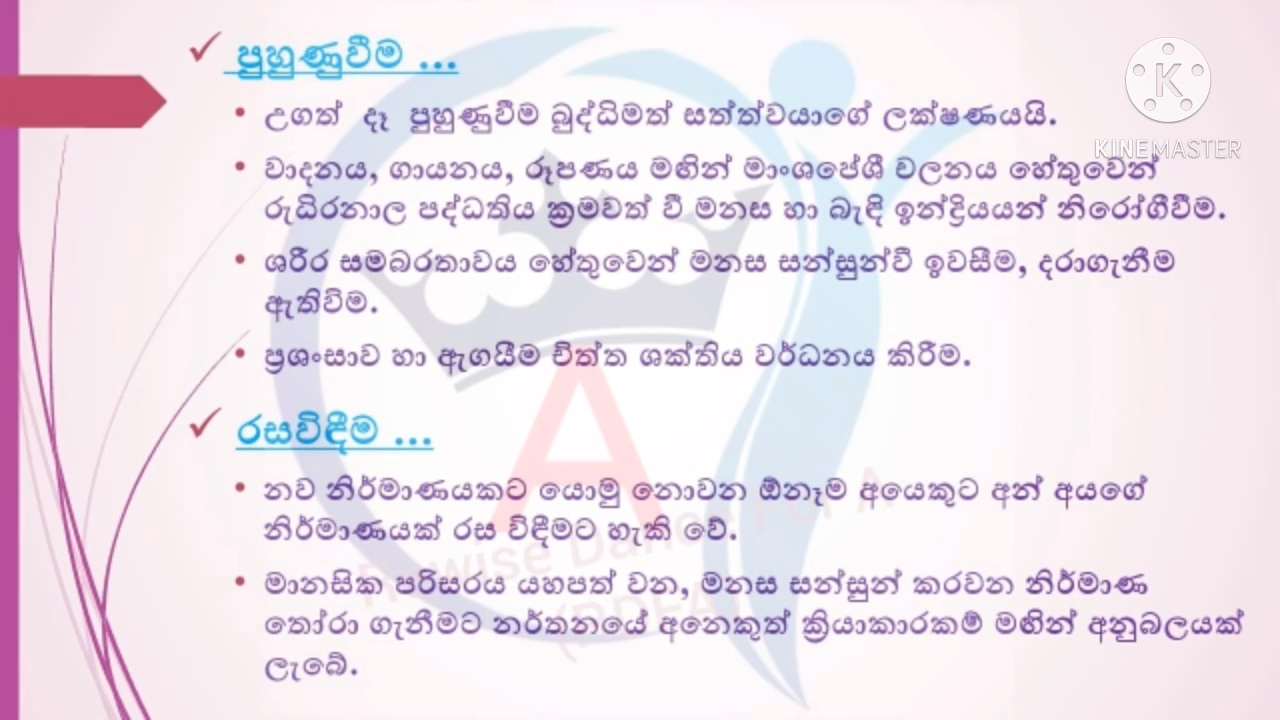 පුහුණුවීම ...
උගත් දෑ පුහුණුවීම බුද්ධිමත් සත්ත්වයාගේ ලක්ෂණයයි.
වාදනය, ගායනය, රූපණය මඟින් මාංශපේශී චලනය හේතුවෙන්
රුධිරනාල පද්ධතිය ක්‍රමවත් වී මනස හා බැඳි ඉන්ද්‍රියයන් නිරෝගීවීම.
ශරීර සමබරතාවය හේතුවෙන් මනස සන්සුන්වී ඉවසීම, දරාගැනීම
ඇතිවීම.
ප්‍රශංසාව හා ඇගයීම චිත්ත ශක්තිය වර්ධනය කිරීම.
රසවිඳීම ...
නව නිර්මාණයකට යොමු නොවන ඕනෑම අයෙකුට අන් අයගේ
නිර්මාණයක් රස විඳීමට හැකි වේ.
මානසික පරිසරය යහපත් වන, මනස සන්සුන් කරවන නිර්මාණ
තෝරා ගැනීමට නර්තනයේ අනෙකුත් ක්‍රියාකාරකම් මඟින් අනුබලයක්
ලැබේ.
K
KINEMASTER
A